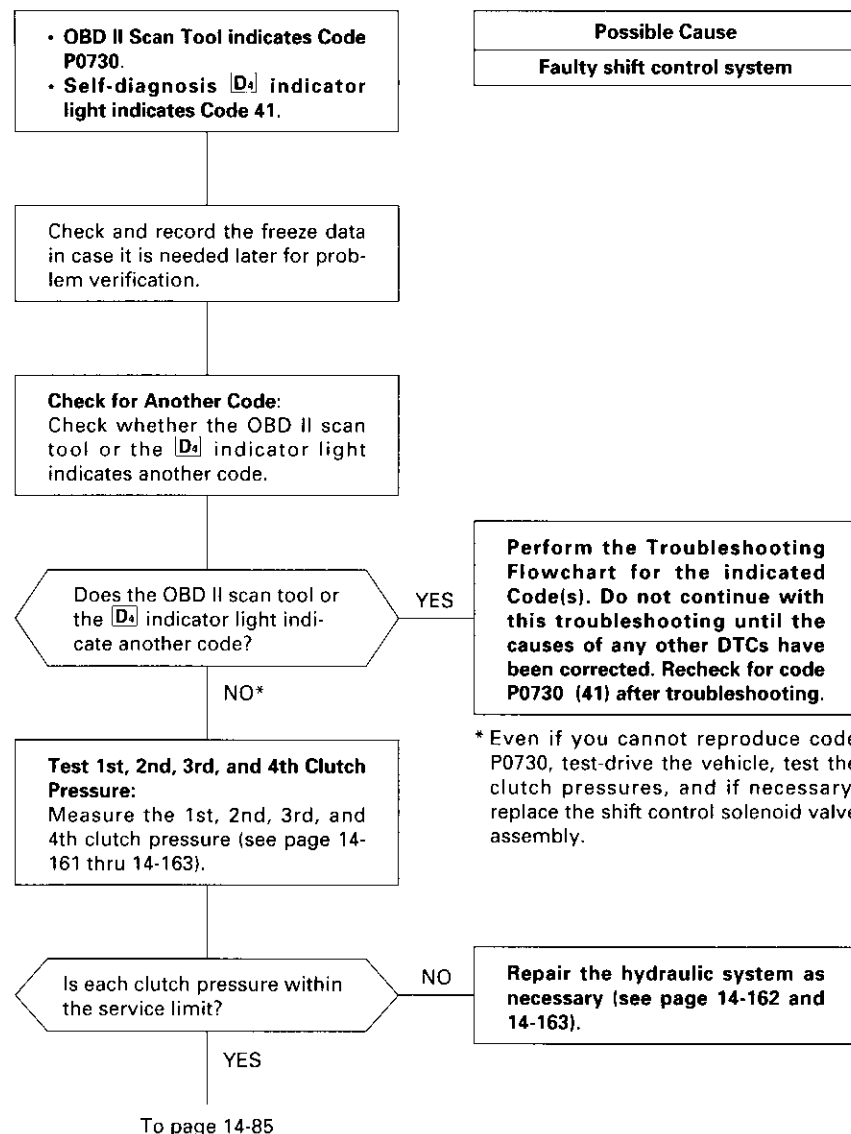 • OBD II Scan Tool indicates Code
P0730.
• Self-diagnosis D4 indicator
light indicates Code 41.
Possible Cause
Faulty shift control system
Check and record the freeze data
in case it is needed later for prob-
lem verification.
Check for Another Code:
Check whether the OBD II scan
tool or the D4 indicator light
indicates another code.
Does the OBD II scan tool or
the D4 indicator light indi-
cate another code?
YES
Perform the Troubleshooting
Flowchart for the indicated
Code(s). Do not continue with
this troubleshooting until the
causes of any other DTCs have
been corrected. Recheck for code
P0730 (41) after troubleshooting.
NO*
* Even if you cannot reproduce code
P0730, test-drive the vehicle, test the
clutch pressures, and if necessary
replace the shift control solenoid valve
assembly.
Test 1st, 2nd, 3rd, and 4th Clutch
Pressure:
Measure the 1st, 2nd, 3rd, and
4th clutch pressure (see page 14-
161 thru 14-163).
Is each clutch pressure within
the service limit?
NO
Repair the hydraulic system as
necessary (see page 14-162 and
14-163).
YES
To page 14-85